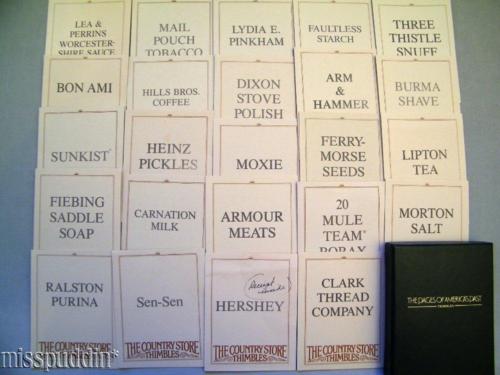 LEA &
PERRINS
WORCESTER-
SHIRE SAUCE
MAIL
POUCH
TOBACCO
LYDIA E.
PINKHAM
FAULTLESS
STARCH
THREE
THISTLE
SNUFF
BON AMI
HILLS BROS.
COFFEE
DIXON
STOVE
POLISH
ARM
&
HAMMER
BURMA
SHAVE
SUNKIST®
HEINZ
PICKLES
MOXIE
FERRY-
MORSE
SEEDS
LIPTON
TEA
FIEBING
SADDLE
SOAP
CARNATION
MILK
ARMOUR
MEATS
20
MULE
TEAM®
BORAX
MORTON
SALT
RALSTON
PURINA
THE COUNTRY STORE
THIMBLES
Sen-Sen
HERSHEY
THE COUNTRY STORE
THIMBLES
CLARK
THREAD
COMPANY
THE COUNTRY STORE
THIMBLES
THE PAGES OF AMERICA'S PAST
THIMBLES
misspuddin*